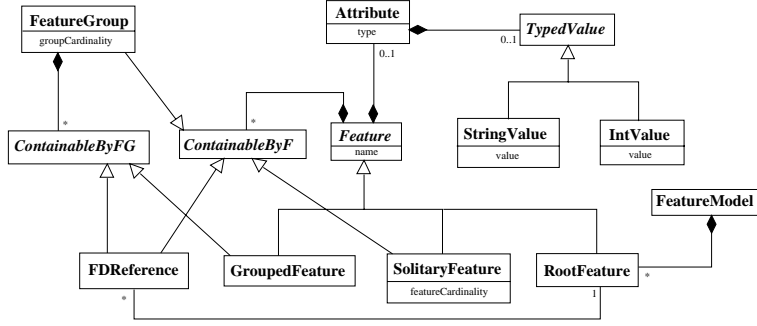 FeatureGroup
groupCardinality
Attribute
type
0..1
TypedValue
0..1
*
ContainableByFG
*
ContainableByF
Feature
name
StringValue
value
IntValue
value
FeatureModel
FDReference
GroupedFeature
SolitaryFeature
featureCardinality
RootFeature
*
*
1